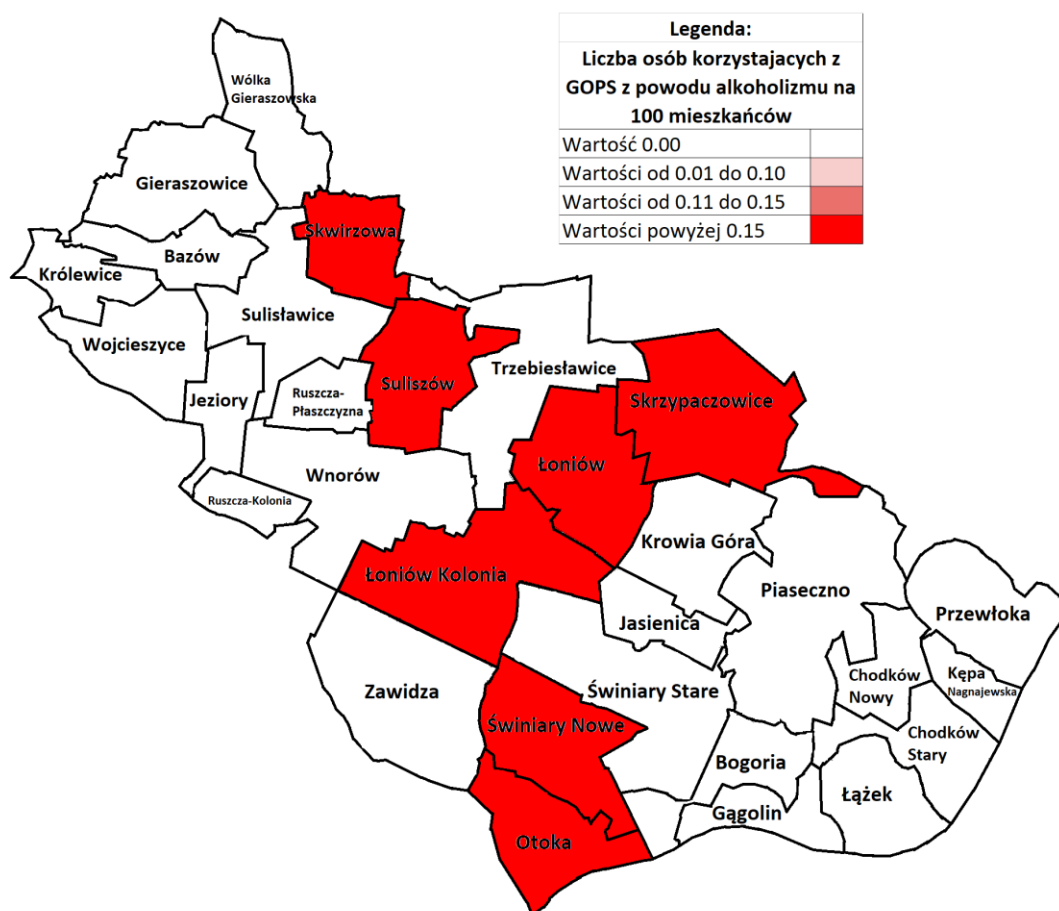 Legenda:
Liczba osób korzystajacych z
GOPS z powodu alkoholizmu na
100 mieszkańców
Wartość 0.00
Wartości od 0.01 do 0.10
Wartości od 0.11 do 0.15
Wartości powyżej 0.15
Wólka
Gieraszowska
Gieraszowice
Skwirzowa
Bazów
Królewice
Sulisławice
Wojcieszyce
Trzebiesławice
Suliszów
Ruszcza-
Płaszczyzna
Jeziory
Skrzypaczowice
Łoniów
Wnorów
Ruszcza-Kolonia
Krowia Góra
Łoniów Kolonia
Piaseczno
Przewłoka
Jasienica
Chodków
Nowy
Kępa
Nagnajewska
Zawidza
Świniary Stare
Świniary Nowe
Chodków
Stary
Bogoria
Łążek
Gągolin
Otoka